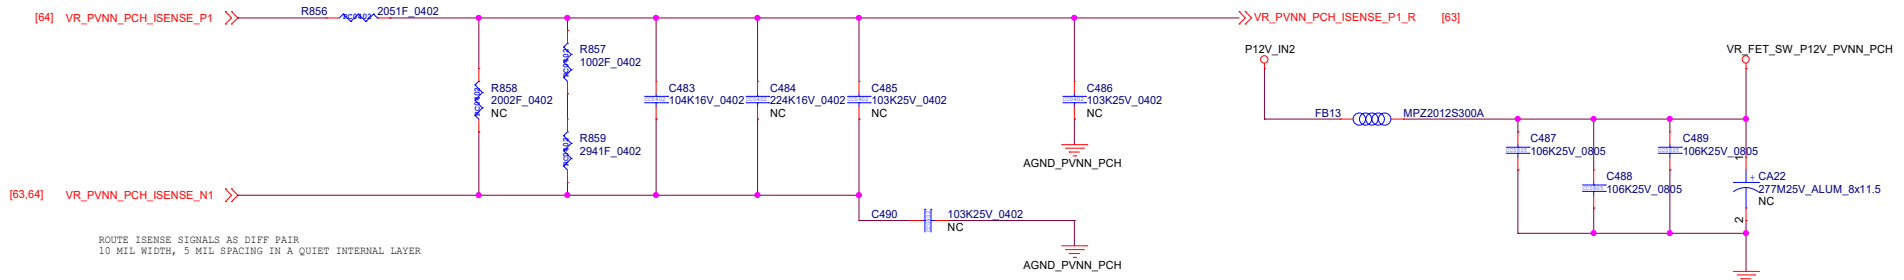 [64] VR_PVNN_PCH_ISENSE_P1
R856 2051F_0402
VR_PVNN_PCH_ISENSE_P1_R [63]
P12V_IN2
VR_FET_SW_P12V_PVNN_PCH
R857
1002F_0402
R858
2002F_0402
NC
C483
104K16V_0402
C484
224K16V_0402
NC
C485
103K25V_0402
NC
C486
103K25V_0402
NC
FB13 MPZ2012S300A
R859
2941F_0402
C487
106K25V_0805
C489
106K25V_0805
AGND_PVNN_PCH
C488
106K25V_0805
1
+ CA22
277M25V_ALUM_8x11.5
NC
2
[63,64] VR_PVNN_PCH_ISENSE_N1
C490 103K25V_0402
NC
AGND_PVNN_PCH
ROUTE ISENSE SIGNALS AS DIFF PAIR
10 MIL WIDTH, 5 MIL SPACING IN A QUIET INTERNAL LAYER